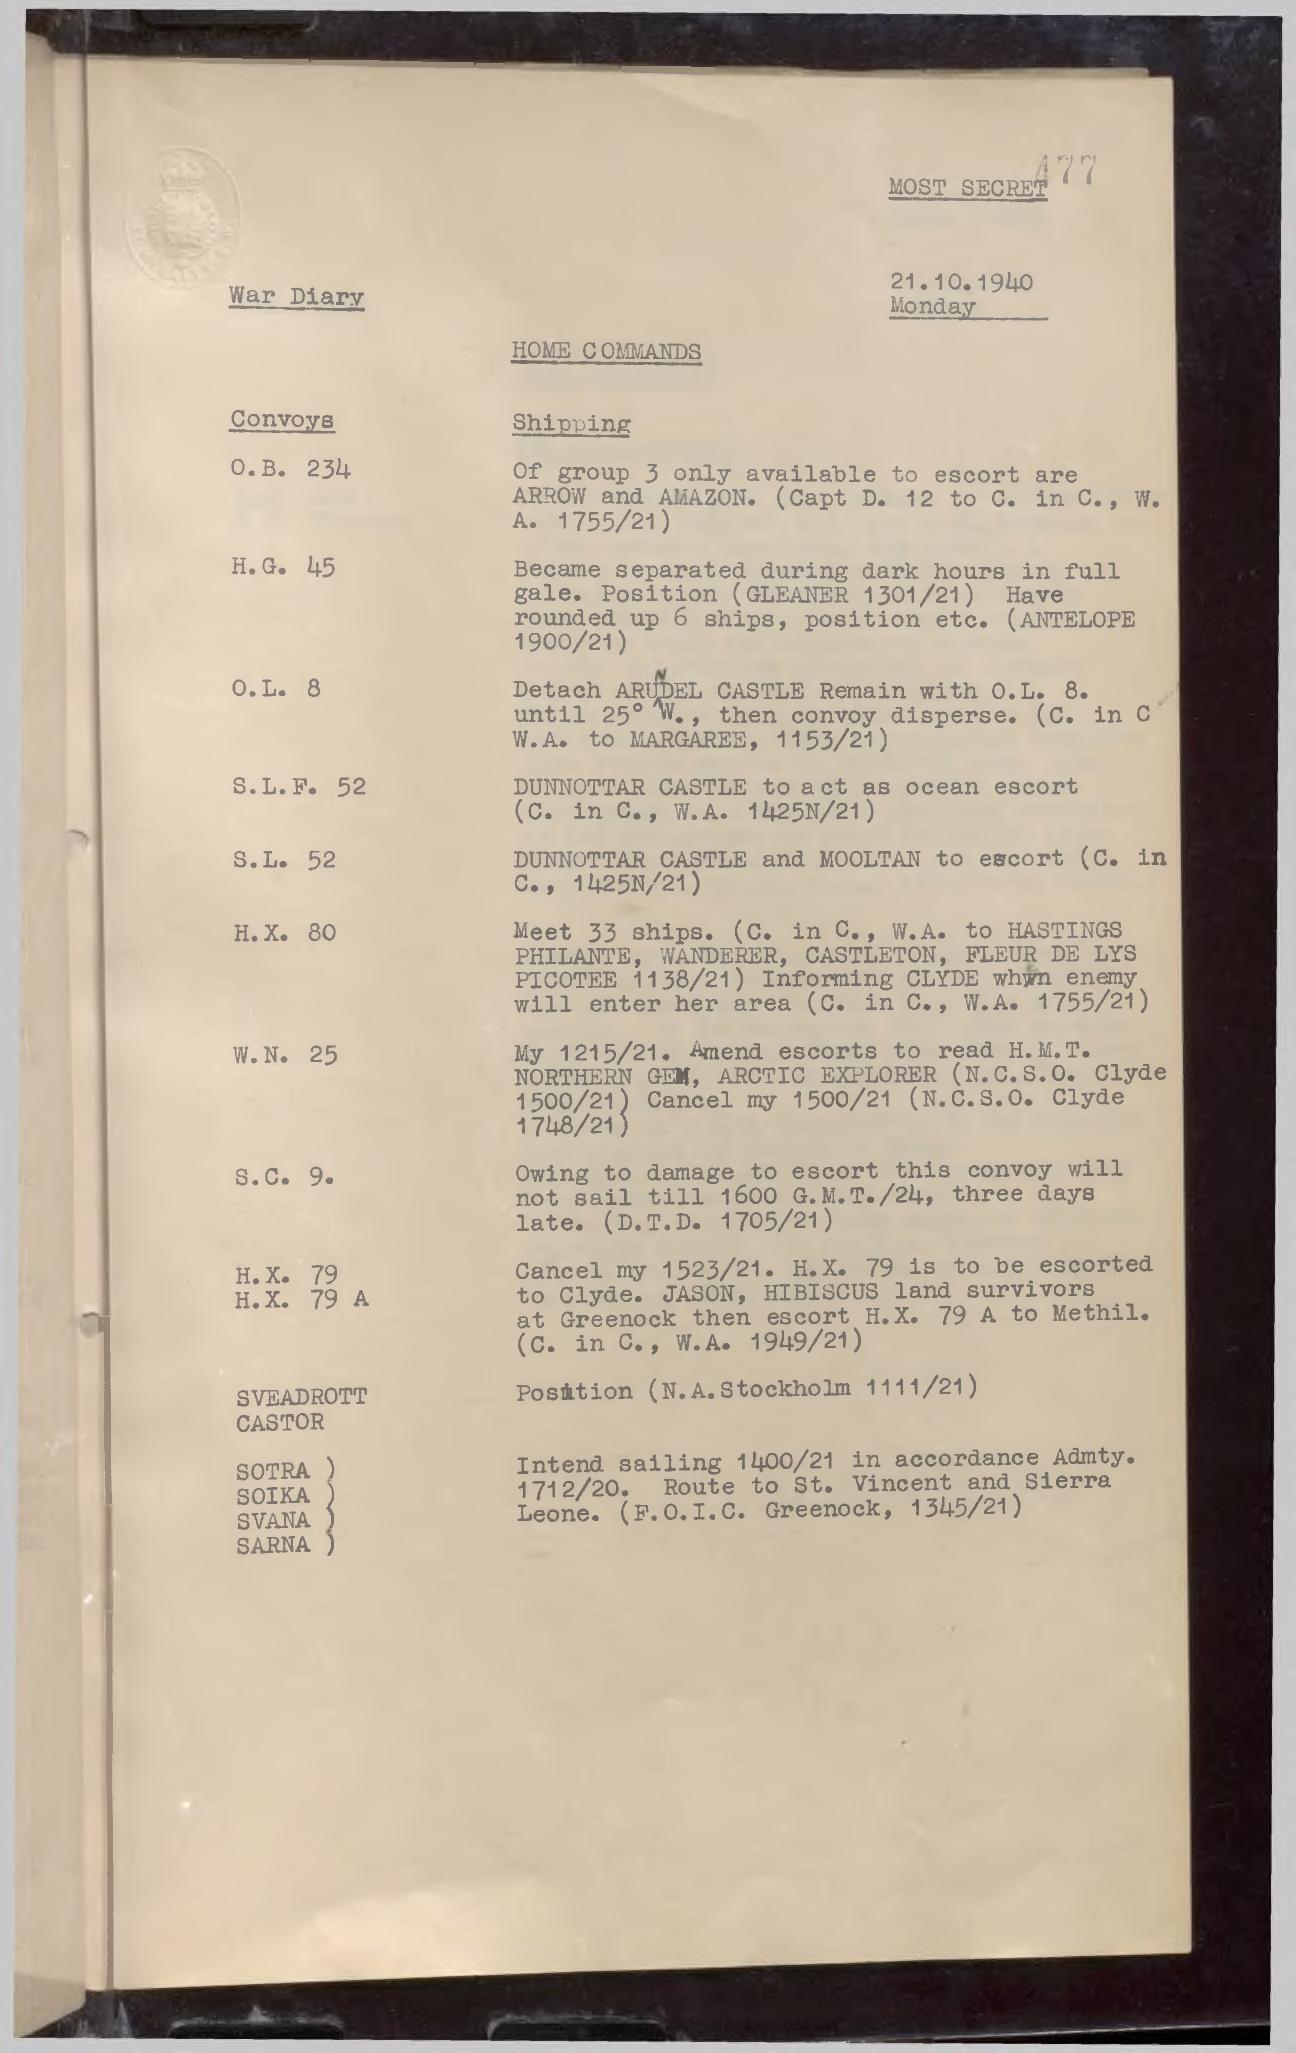 477
MOST SECRET
War Diary
21.10.1940
Monday
HOME COMMANDS
Convoys Shipping
O.B. 234 Of group 3 only available to escort are
ARROW and AMAZON. (Capt D. 12 to C. in C., W.
A. 1755/21)
H.G. 45 Became separated during dark hours in full
gale. Position (GLEANER 1301/21) Have
rounded up 6 ships, position etc. (ANTELOPE
1900/21)
O.L. 8 Detach ARUNDEL CASTLE Remain with O.L. 8.
until 25° W., then convoy disperse. (C. in C
W.A. to MARGAREE, 1153/21)
S.L.F. 52 DUNNOTTAR CASTLE to act as ocean escort
(C. in C., W.A. 1425N/21)
S.L. 52 DUNNOTTAR CASTLE and MOOLTAN to escort (C. in
C., 1425N/21)
H.X. 80 Meet 33 ships. (C. in C., W.A. to HASTINGS
PHILANTE, WANDERER, CASTLETON, FLEUR DE LYS
PICOTEE 1138/21) Informing CLYDE when enemy
will enter her area (C. in C., W.A. 1755/21)
W.N. 25 My 1215/21. Amend escorts to read H.M.T.
NORTHERN GEM, ARCTIC EXPLORER (N.C.S.O. Clyde
1500/21) Cancel my 1500/21 (N.C.S.O. Clyde
1748/21)
S.C. 9. Owing to damage to escort this convoy will
not sail till 1600 G.M.T./24, three days
late. (D.T.D. 1705/21)
H.X. 79 Cancel my 1523/21. H.X. 79 is to be escorted
H.X. 79 A to Clyde. JASON, HIBISCUS land survivors
at Greenock then escort H.X. 79 A to Methil.
(C. in C., W.A. 1949/21)
SVEADROTT Position (N.A.Stockholm 1111/21)
CASTOR
SOTRA ) Intend sailing 1400/21 in accordance Admty.
SOIKA ) 1712/20. Route to St. Vincent and Sierra
SVANA ) Leone. (F.O.I.C. Greenock, 1345/21)
SARNA )